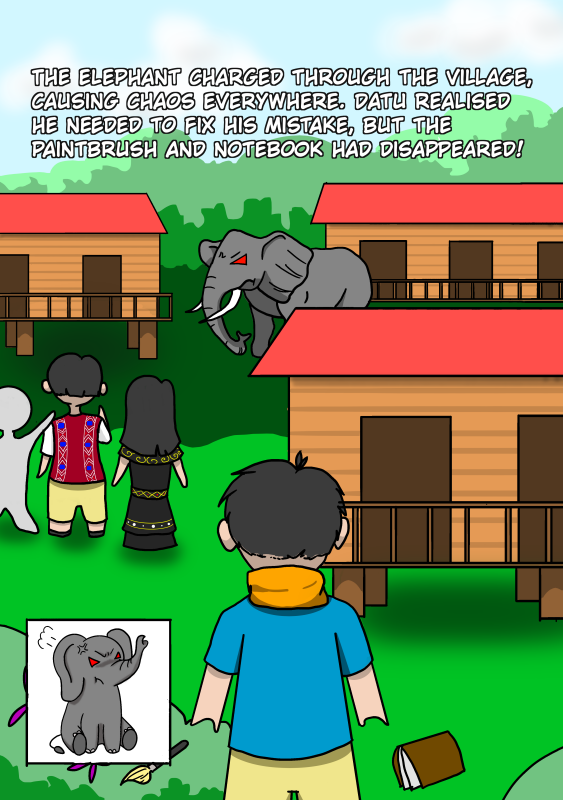 THE ELEPHANT CHARGED THROUGH THE VILLAGE,
CAUSING CHAOS EVERYWHERE. DATU REALISED
HE NEEDED TO FIX HIS MISTAKE, BUT THE
PAINTBRUSH AND NOTEBOOK HAD DISAPPEARED!